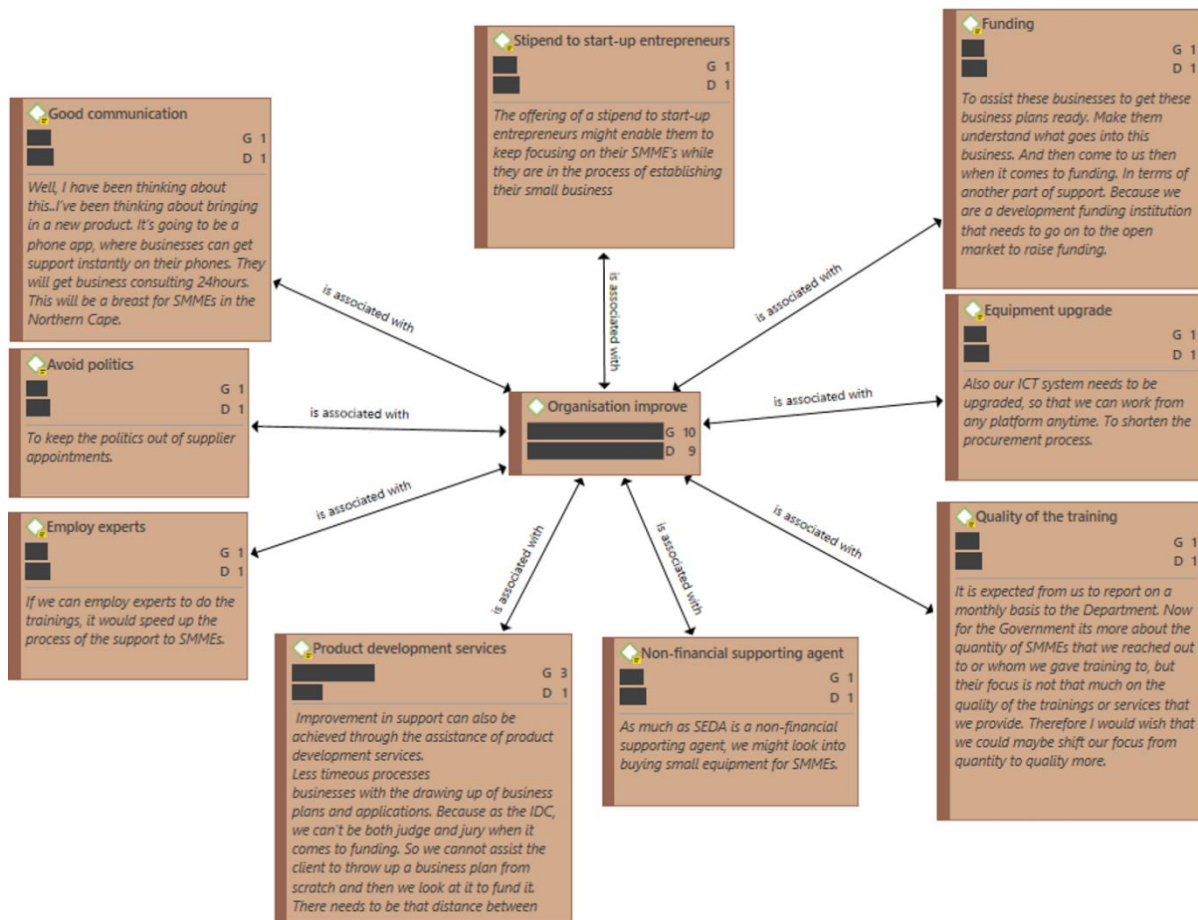 Stipend to start-up entrepreneurs
G 1
D 1
The offering of a stipend to start-up
entrepreneurs might enable them to
keep focusing on their SMME's while
they are in the process of establishing
their small business
Funding
G 1
D 1
To assist these businesses to get these
business plans ready. Make them
understand what goes into this
business. And then come to us then
when it comes to funding. In terms of
another part of support. Because we
are a development funding institution
that needs to go on to the open
market to raise funding.
Good communication
G 1
D 1
Well, I have been thinking about
this..I've been thinking about bringing
in a new product. It's going to be a
phone app, where businesses can get
support instantly on their phones. They
will get business consulting 24hours.
This will be a breast for SMMEs in the
Northern Cape.
is associated with
is associated with
is associated with
Equipment upgrade
G 1
D 1
Also our ICT system needs to be
upgraded, so that we can work from
any platform anytime. To shorten the
procurement process.
Avoid politics
G 1
D 1
To keep the politics out of supplier
appointments.
is associated with
Organisation improve
G 10
D 9
is associated with
Employ experts
G 1
D 1
If we can employ experts to do the
trainings, it would speed up the
process of the support to SMMEs.
is associated with
is associated with
is associated with
is associated with
Quality of the training
G 1
D 1
It is expected from us to report on a
monthly basis to the Department. Now
for the Government its more about the
quantity of SMMEs that we reached out
to or whom we gave training to, but
their focus is not that much on the
quality of the trainings or services that
we provide. Therefore I would wish that
we could maybe shift our focus from
quantity to quality more.
Product development services
G 3
D 1
Improvement in support can also be
achieved through the assistance of product
development services.
Less timeous processes
businesses with the drawing up of business
plans and applications. Because as the IDC,
we can't be both judge and jury when it
comes to funding. So we cannot assist the
client to throw up a business plan from
scratch and then we look at it to fund it.
There needs to be that distance between
Non-financial supporting agent
G 1
D 1
As much as SEDA is a non-financial
supporting agent, we might look into
buying small equipment for SMMEs.